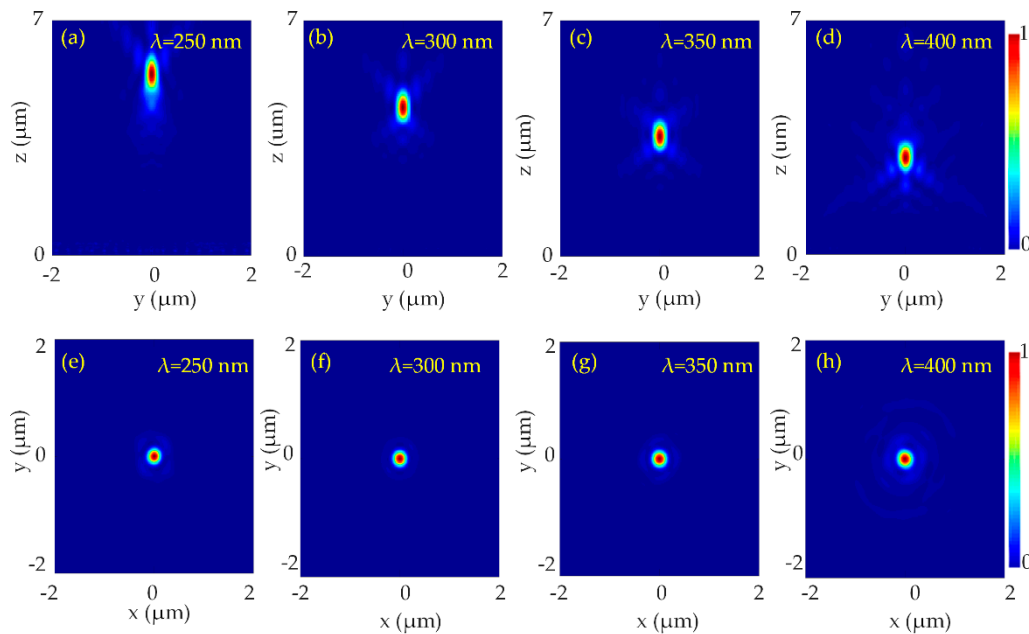 7 (a) λ=250 nm
z (μm)
0
-2 0 2
y (μm)
7 (b) λ=300 nm
z (μm)
0
-2 0 2
y (μm)
7 (c) λ=350 nm
z (μm)
0
-2 0 2
y (μm)
7 (d) λ=400 nm 1
z (um)
0 0
-2 0 2
y (μm)
2 (e) λ=250 nm
y (μm)
0
-2
-2 0 2
x (μm)
2 (f) λ=300 nm
y (μm)
0
-2
-2 0 2
x (μm)
2 (g) λ=350 nm
y (μm)
0
-2
-2 0 2
x (μm)
2 (h) λ=400 nm 1
y (μm)
0
-2 0
-2 0 2
x (μm)